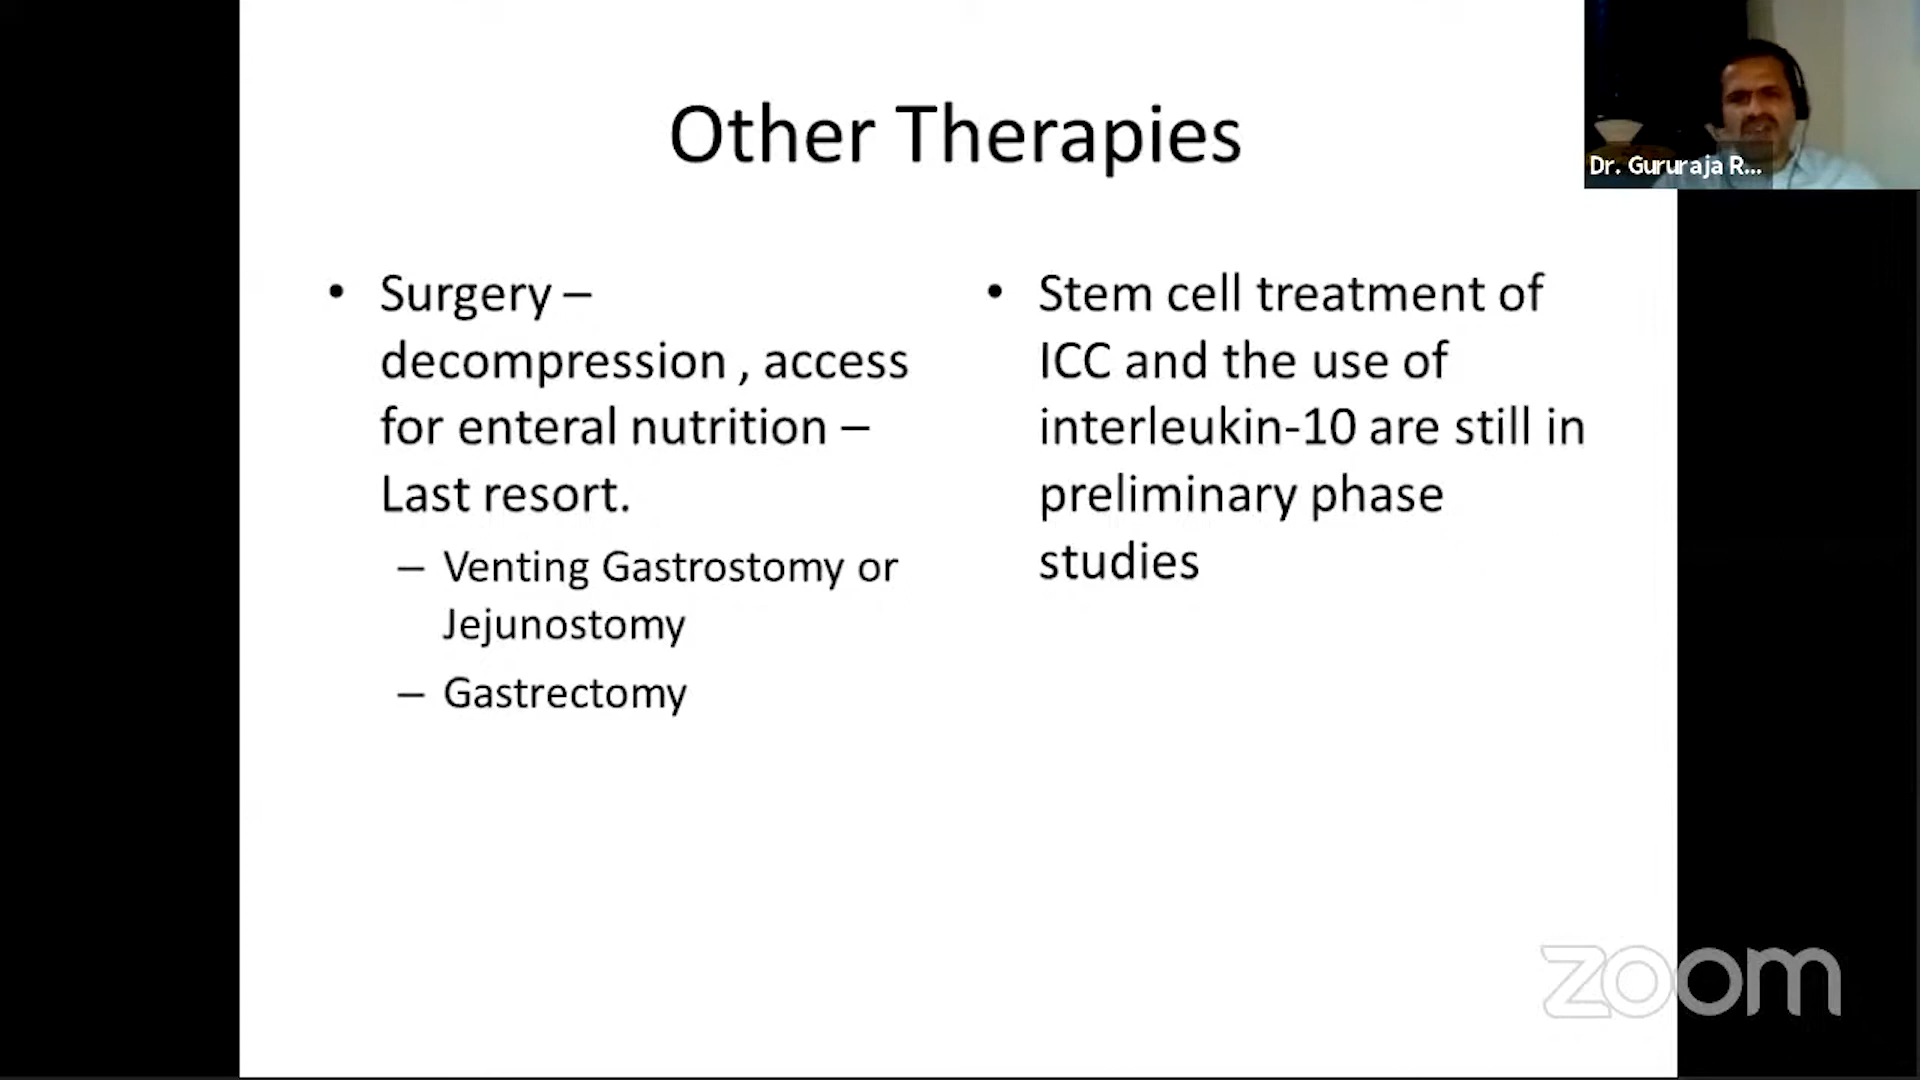 Other Therapies
Dr. Gururaja R...
• Surgery –
decompression , access
for enteral nutrition –
Last resort.
– Venting Gastrostomy or
Jejunostomy
– Gastrectomy
• Stem cell treatment of
ICC and the use of
interleukin-10 are still in
preliminary phase
studies
zoom